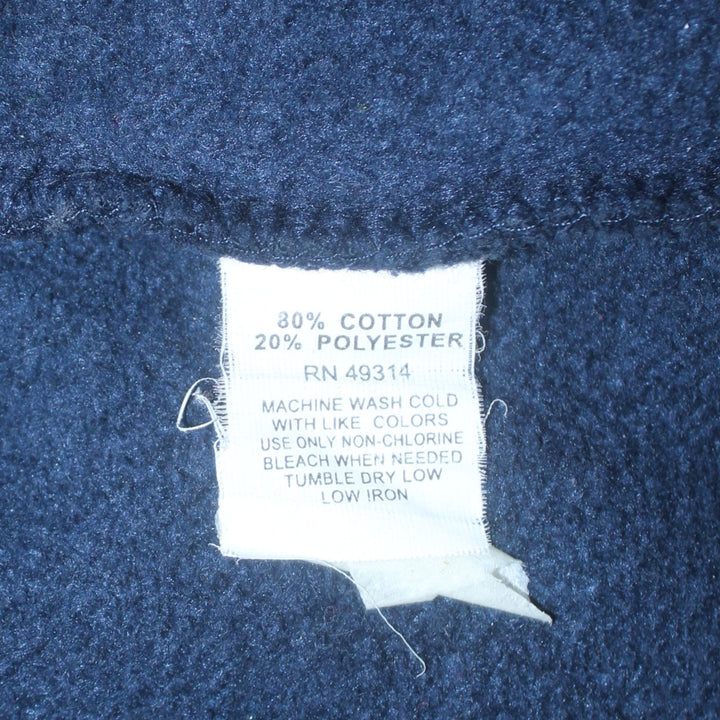 80% COTTON
20% POLYESTER
RN 49314
MACHINE WASH COLD
WITH LIKE COLORS
USE ONLY NON-CHLORINE
BLEACH WHEN NEEDED
TUMBLE DRY LOW
LOW IRON